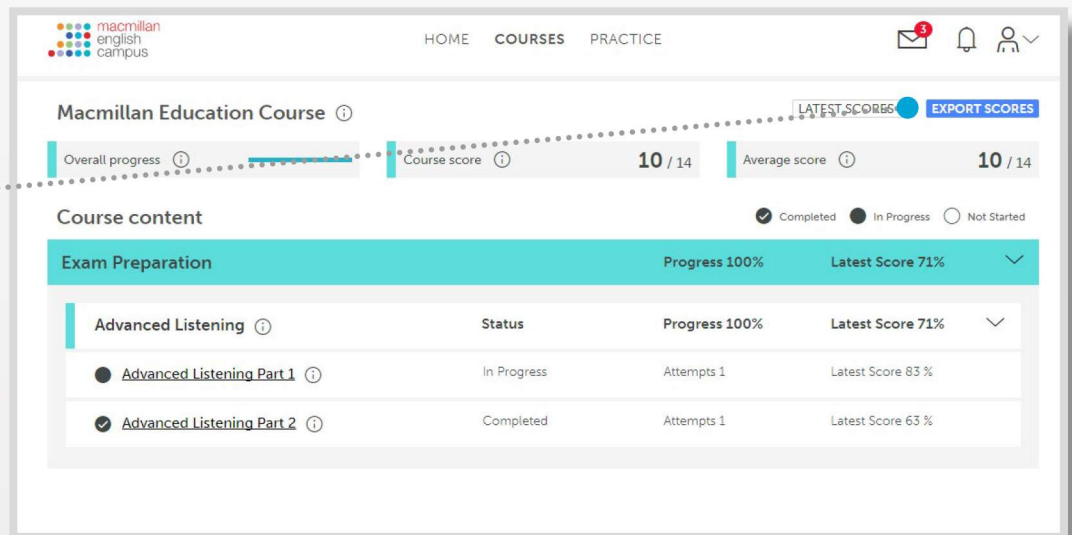 macmillan
english
campus
HOME COURSES PRACTICE
3
Macmillan Education Course
LATEST SCORES
EXPORT SCORES
Overall progress
Course score 10 / 14
Average score 10 / 14
Course content
Completed In Progress Not Started
Exam Preparation Progress 100% Latest Score 71%
Advanced Listening Status Progress 100% Latest Score 71%
Advanced Listening Part 1 In Progress Attempts 1 Latest Score 83 %
Advanced Listening Part 2 Completed Attempts 1 Latest Score 63 %